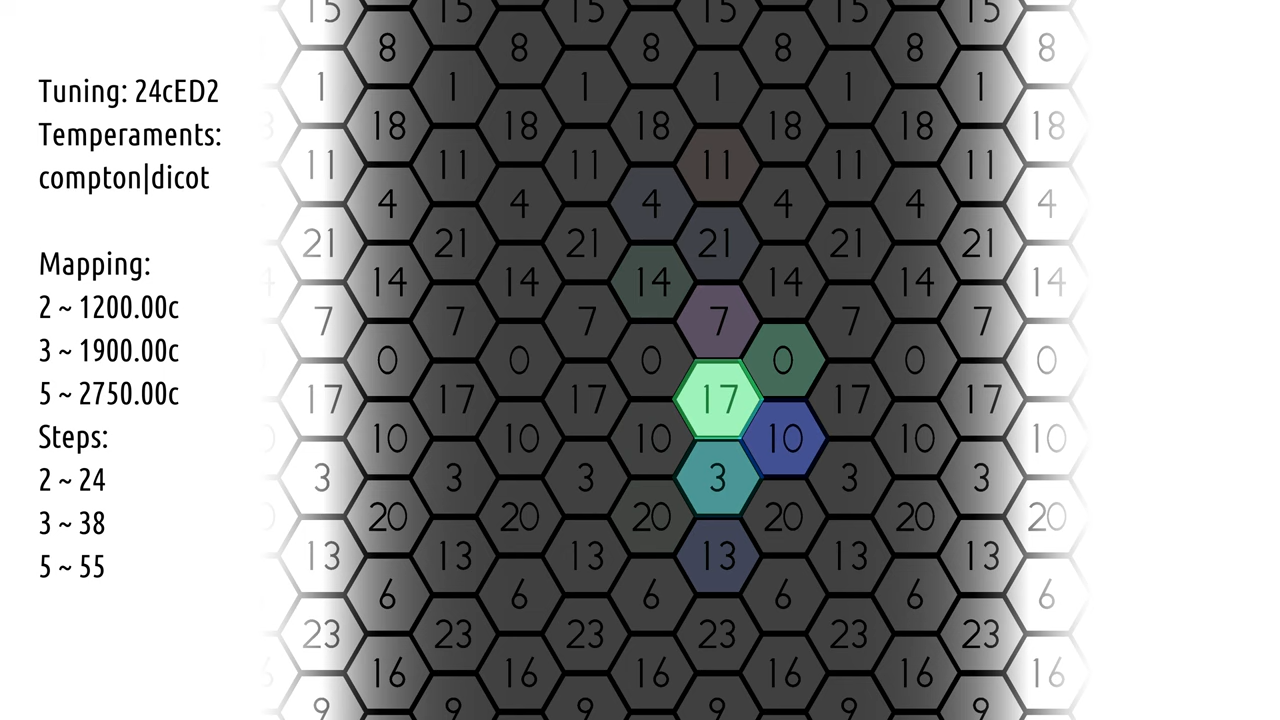 Tuning: 24cED2
Temperaments:
compton|dicot
Mapping:
2 ~ 1200.00c
3 ~ 1900.00c
5 ~ 2750.00c
Steps:
2 ~ 24
3 ~ 38
5 ~ 55
15 15 15 15 15 15
8 8 8 8 8 8
1 1 1 1 1 1
18 18 18 18 18 18
11 11 11 11 11 11
4 4 4 4 4 4
21 21 21 21 21 21
14 14 14 14 14 14
7 7 7 7 7 7
0 0 0 0 0 0
17 17 17 17 17 17
10 10 10 10 10 10
3 3 3 3 3 3
20 20 20 20 20 20
13 13 13 13 13 13
6 6 6 6 6 6
23 23 23 23 23 23
16 16 16 16 16 16
9 9 9 9 9 9